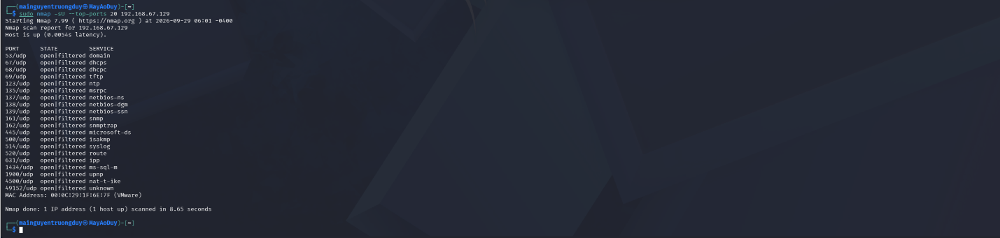 ┌──(mainguyentruongduy㉿MayAoDuy)-[~]
└─$ sudo nmap -sU --top-ports 20 192.168.67.129
Starting Nmap 7.99 ( https://nmap.org ) at 2026-09-29 06:01 -0400
Nmap scan report for 192.168.67.129
Host is up (0.0054s latency).

PORT      STATE         SERVICE
53/udp    open|filtered domain
67/udp    open|filtered dhcps
68/udp    open|filtered dhcpc
69/udp    open|filtered tftp
123/udp   open|filtered ntp
135/udp   open|filtered msrpc
137/udp   open|filtered netbios-ns
138/udp   open|filtered netbios-dgm
139/udp   open|filtered netbios-ssn
161/udp   open|filtered snmp
162/udp   open|filtered snmptrap
445/udp   open|filtered microsoft-ds
500/udp   open|filtered isakmp
514/udp   open|filtered syslog
520/udp   open|filtered route
631/udp   open|filtered ipp
1434/udp  open|filtered ms-sql-m
1900/udp  open|filtered upnp
4500/udp  open|filtered nat-t-ike
49152/udp open|filtered unknown
MAC Address: 00:0C:29:1F:6E:7F (VMware)

Nmap done: 1 IP address (1 host up) scanned in 8.65 seconds

┌──(mainguyentruongduy㉿MayAoDuy)-[~]
└─$